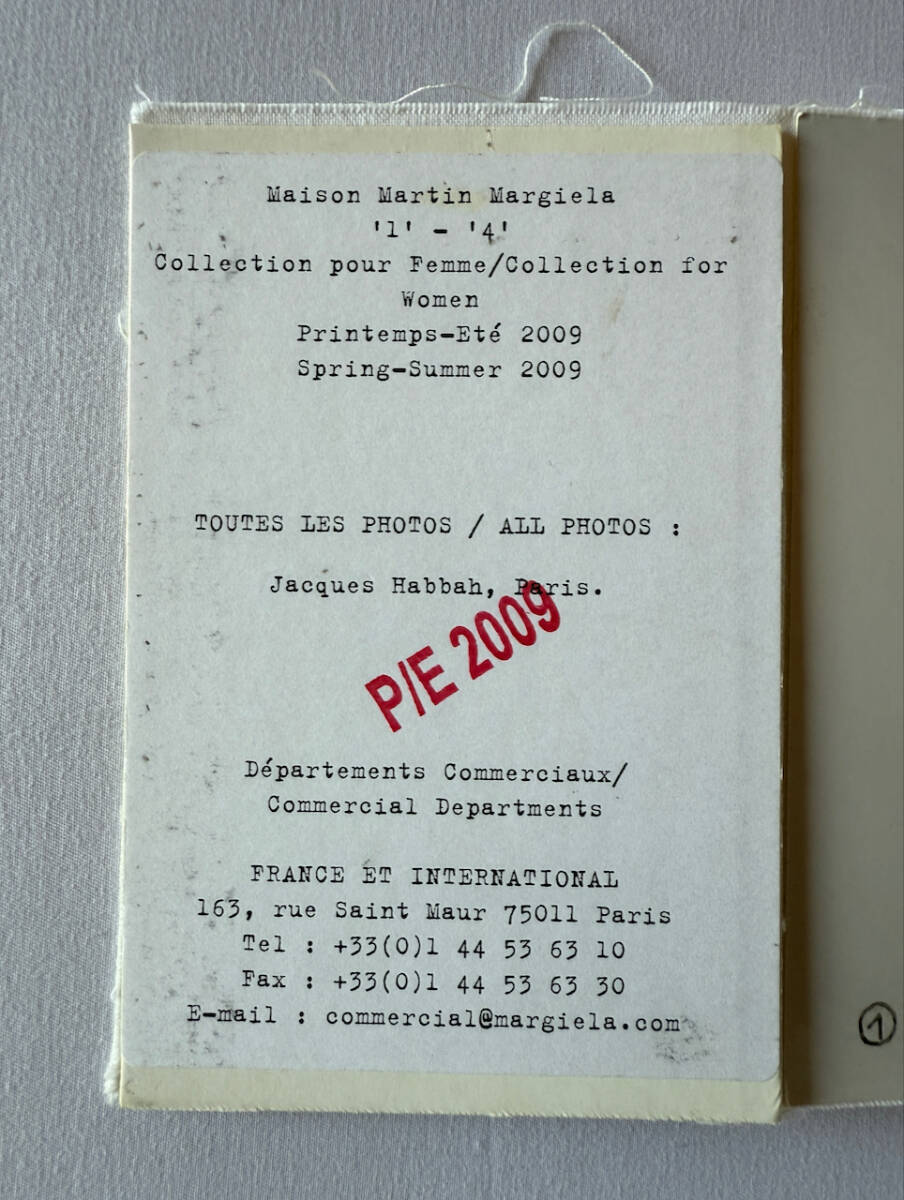 Maison Martin Margiela
'1' - '4'
Collection pour Femme/Collection for
Women
Printemps-Eté 2009
Spring-Summer 2009
TOUTES LES PHOTOS / ALL PHOTOS :
Jacques Habbah, Paris.
P/E 2009
Départements Commerciaux/
Commercial Departments
FRANCE ET INTERNATIONAL
163, rue Saint Maur 75011 Paris
Tel : +33(0)1 44 53 63 10
Fax : +33(0)1 44 53 63 30
E-mail : commercial@margiela.com
1